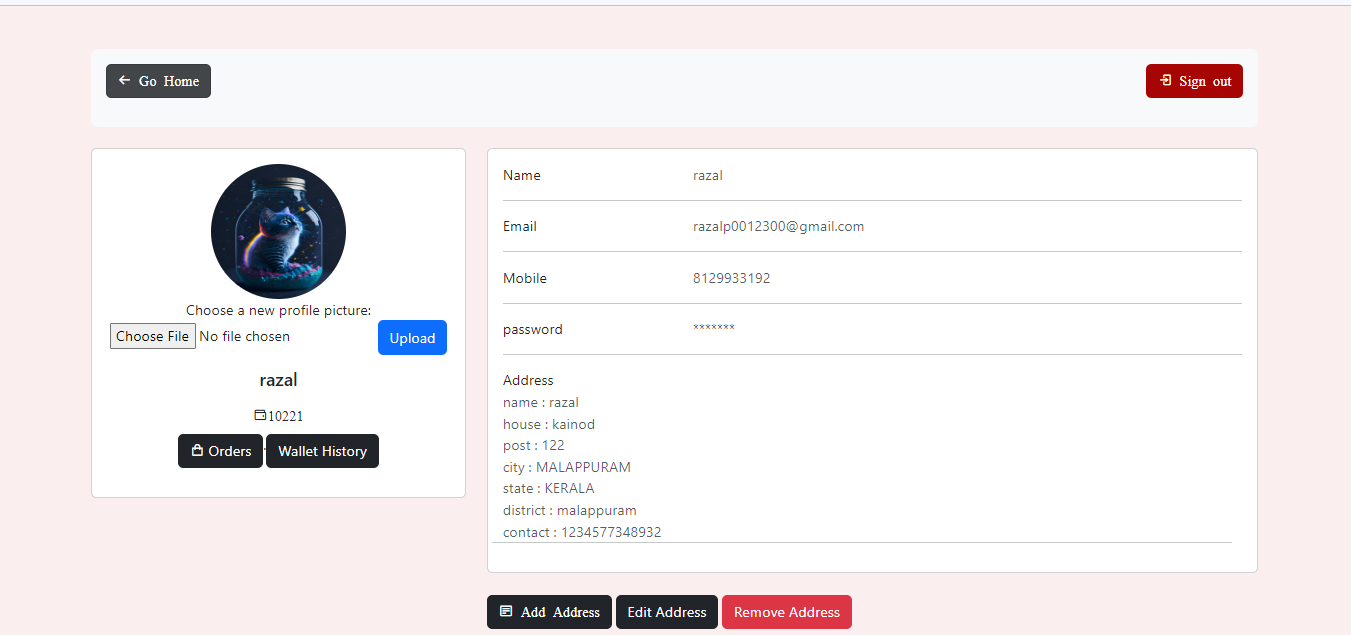 Go Home
Sign out
Choose a new profile picture:
Choose File No file chosen
Upload
razal
10221
Orders
Wallet History
Name razal
Email razalp0012300@gmail.com
Mobile 8129933192
password *******
Address
name : razal
house : kainod
post : 122
city : MALAPPURAM
state : KERALA
district : malappuram
contact : 1234577348932
Add Address
Edit Address
Remove Address